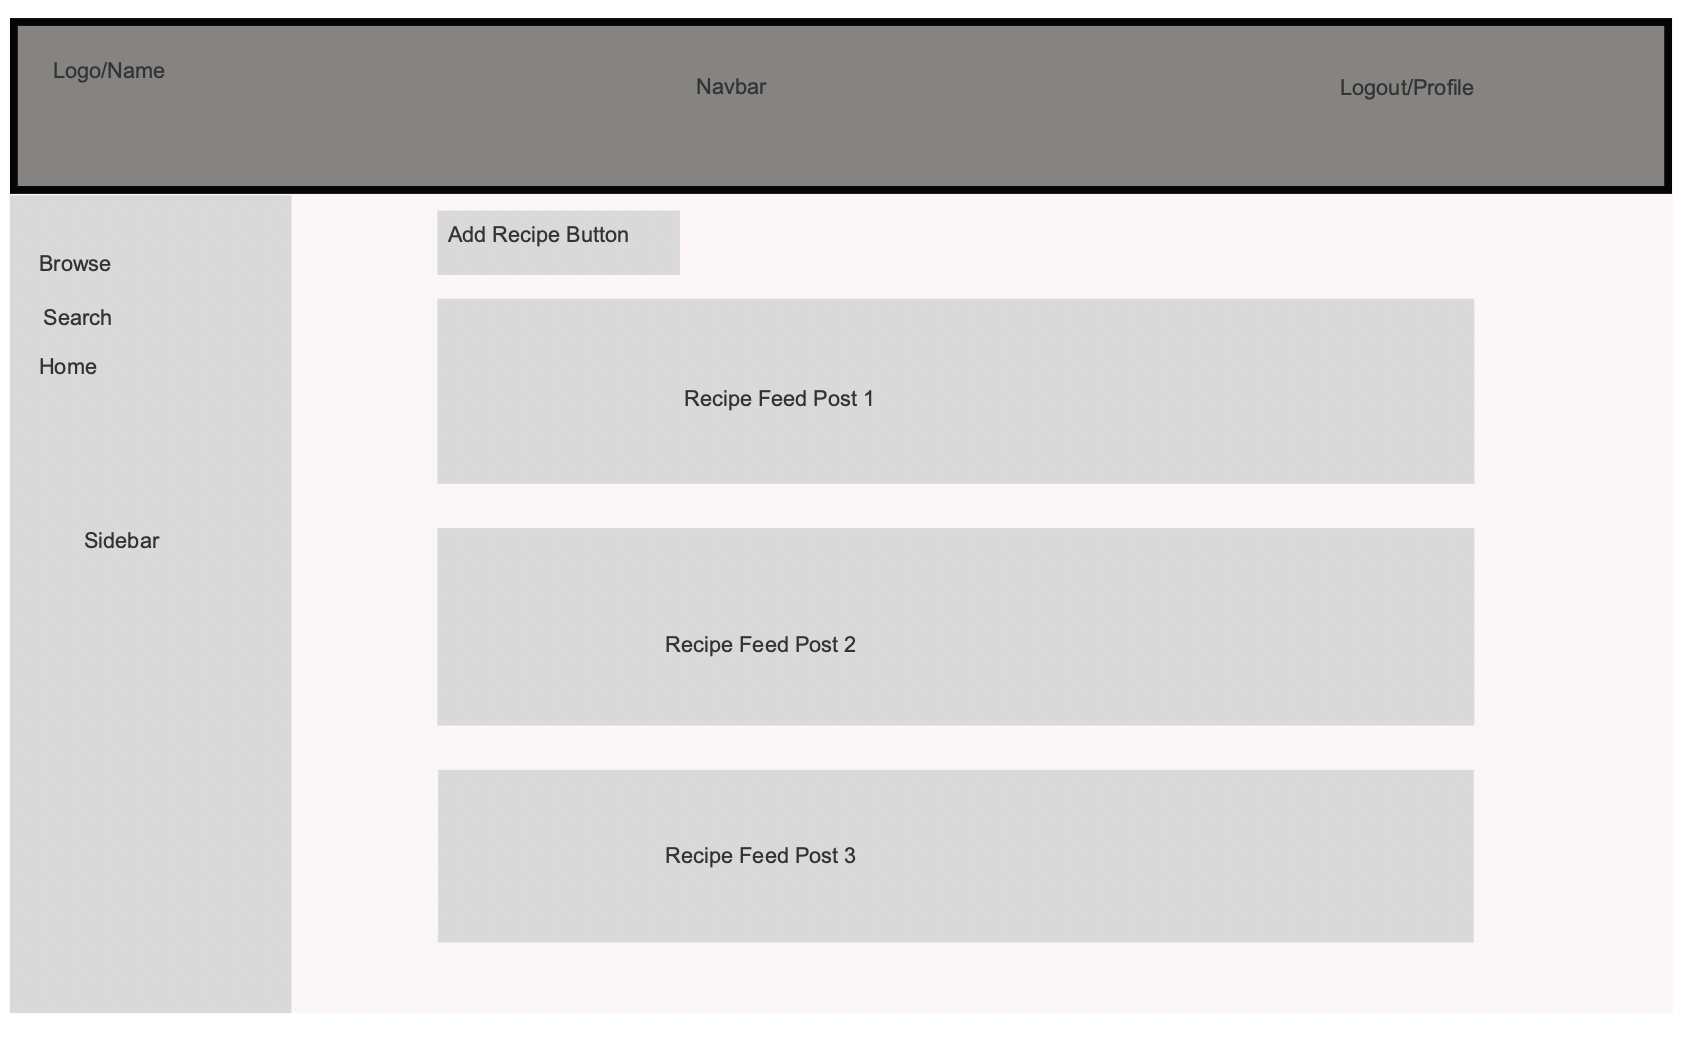 Logo/Name
Navbar
Logout/Profile
Add Recipe Button
Browse
Search
Home
Sidebar
Recipe Feed Post 1
Recipe Feed Post 2
Recipe Feed Post 3